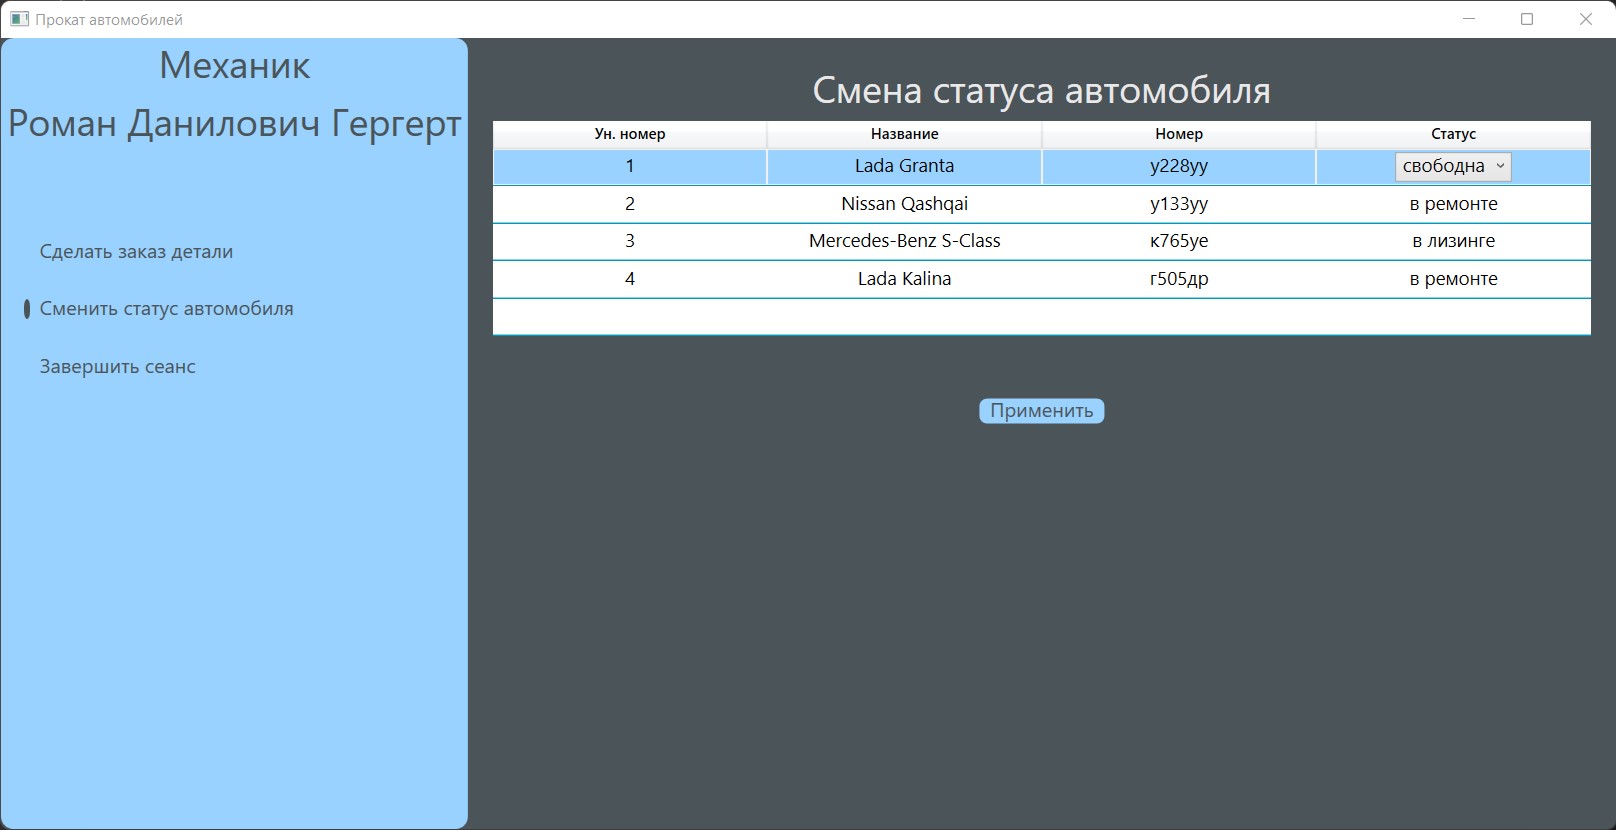 Прокат автомобилей
Механик
Роман Данилович Гергерт
Сделать заказ детали
Сменить статус автомобиля
Завершить сеанс
Смена статуса автомобиля
Ун. номер Название Номер Статус
1 Lada Granta у228уу свободна
2 Nissan Qashqai у133уу в ремонте
3 Mercedes-Benz S-Class к765уе в лизинге
4 Lada Kalina г505др в ремонте
Применить